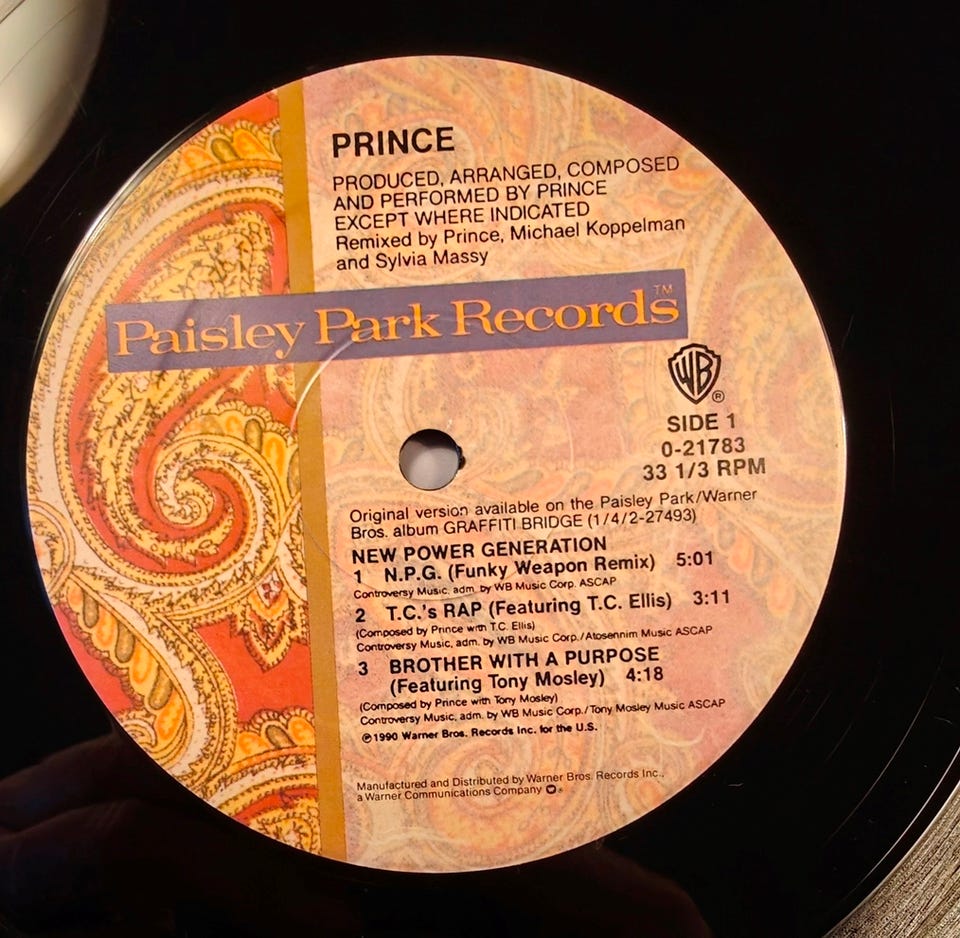 PRINCE
PRODUCED, ARRANGED, COMPOSED
AND PERFORMED BY PRINCE
EXCEPT WHERE INDICATED
Remixed by Prince, Michael Koppelman
and Sylvia Massy
Paisley Park Records™
WB®
SIDE 1
0-21783
33 1/3 RPM
Original version available on the Paisley Park/Warner
Bros. album GRAFFITI BRIDGE (1/4/2-27493)
NEW POWER GENERATION
1 N.P.G. (Funky Weapon Remix) 5:01
Controversy Music, adm. by WB Music Corp. ASCAP
2 T.C.'s RAP (Featuring T.C. Ellis) 3:11
(Composed by Prince with T.C. Ellis)
Controversy Music, adm. by WB Music Corp./Atosennim Music ASCAP
3 BROTHER WITH A PURPOSE
(Featuring Tony Mosley) 4:18
(Composed by Prince with Tony Mosley)
Controversy Music, adm. by WB Music Corp./Tony Mosley Music ASCAP
℗1990 Warner Bros. Records Inc. for the U.S.
Manufactured and Distributed by Warner Bros. Records Inc.,
a Warner Communications Company ®